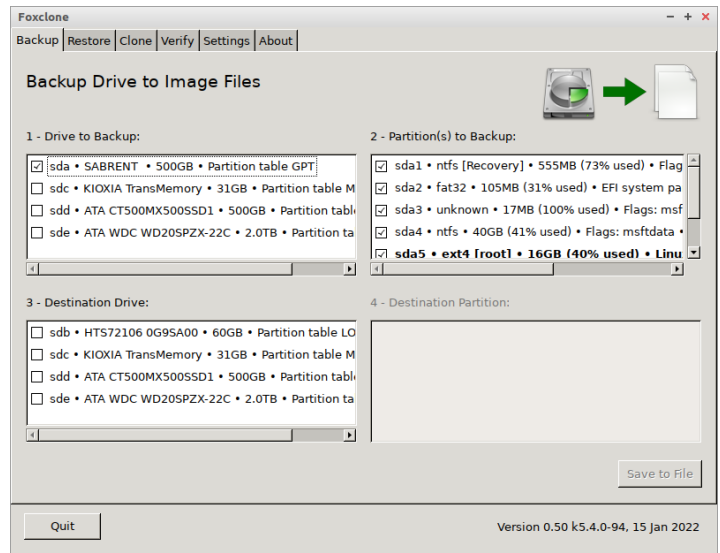 Foxclone
Backup Restore Clone Verify Settings About
Backup Drive to Image Files
1 - Drive to Backup:
sda • SABRENT • 500GB • Partition table GPT
sdc • KIOXIA TransMemory • 31GB • Partition table M
sdd • ATA CT500MX500SSD1 • 500GB • Partition tabl
sde • ATA WDC WD20SPZX-22C • 2.0TB • Partition ta
2 - Partition(s) to Backup:
sda1 • ntfs [Recovery] • 555MB (73% used) • Flag
sda2 • fat32 • 105MB (31% used) • EFI system pa
sda3 • unknown • 17MB (100% used) • Flags: msf
sda4 • ntfs • 40GB (41% used) • Flags: msftdata •
sda5 • ext4 [root] • 16GB (40% used) • Linu
3 - Destination Drive:
sdb • HTS72106 0G9SA00 • 60GB • Partition table LO
sdc • KIOXIA TransMemory • 31GB • Partition table M
sdd • ATA CT500MX500SSD1 • 500GB • Partition tabl
sde • ATA WDC WD20SPZX-22C • 2.0TB • Partition ta
4 - Destination Partition:
Save to File
Quit
Version 0.50 k5.4.0-94, 15 Jan 2022